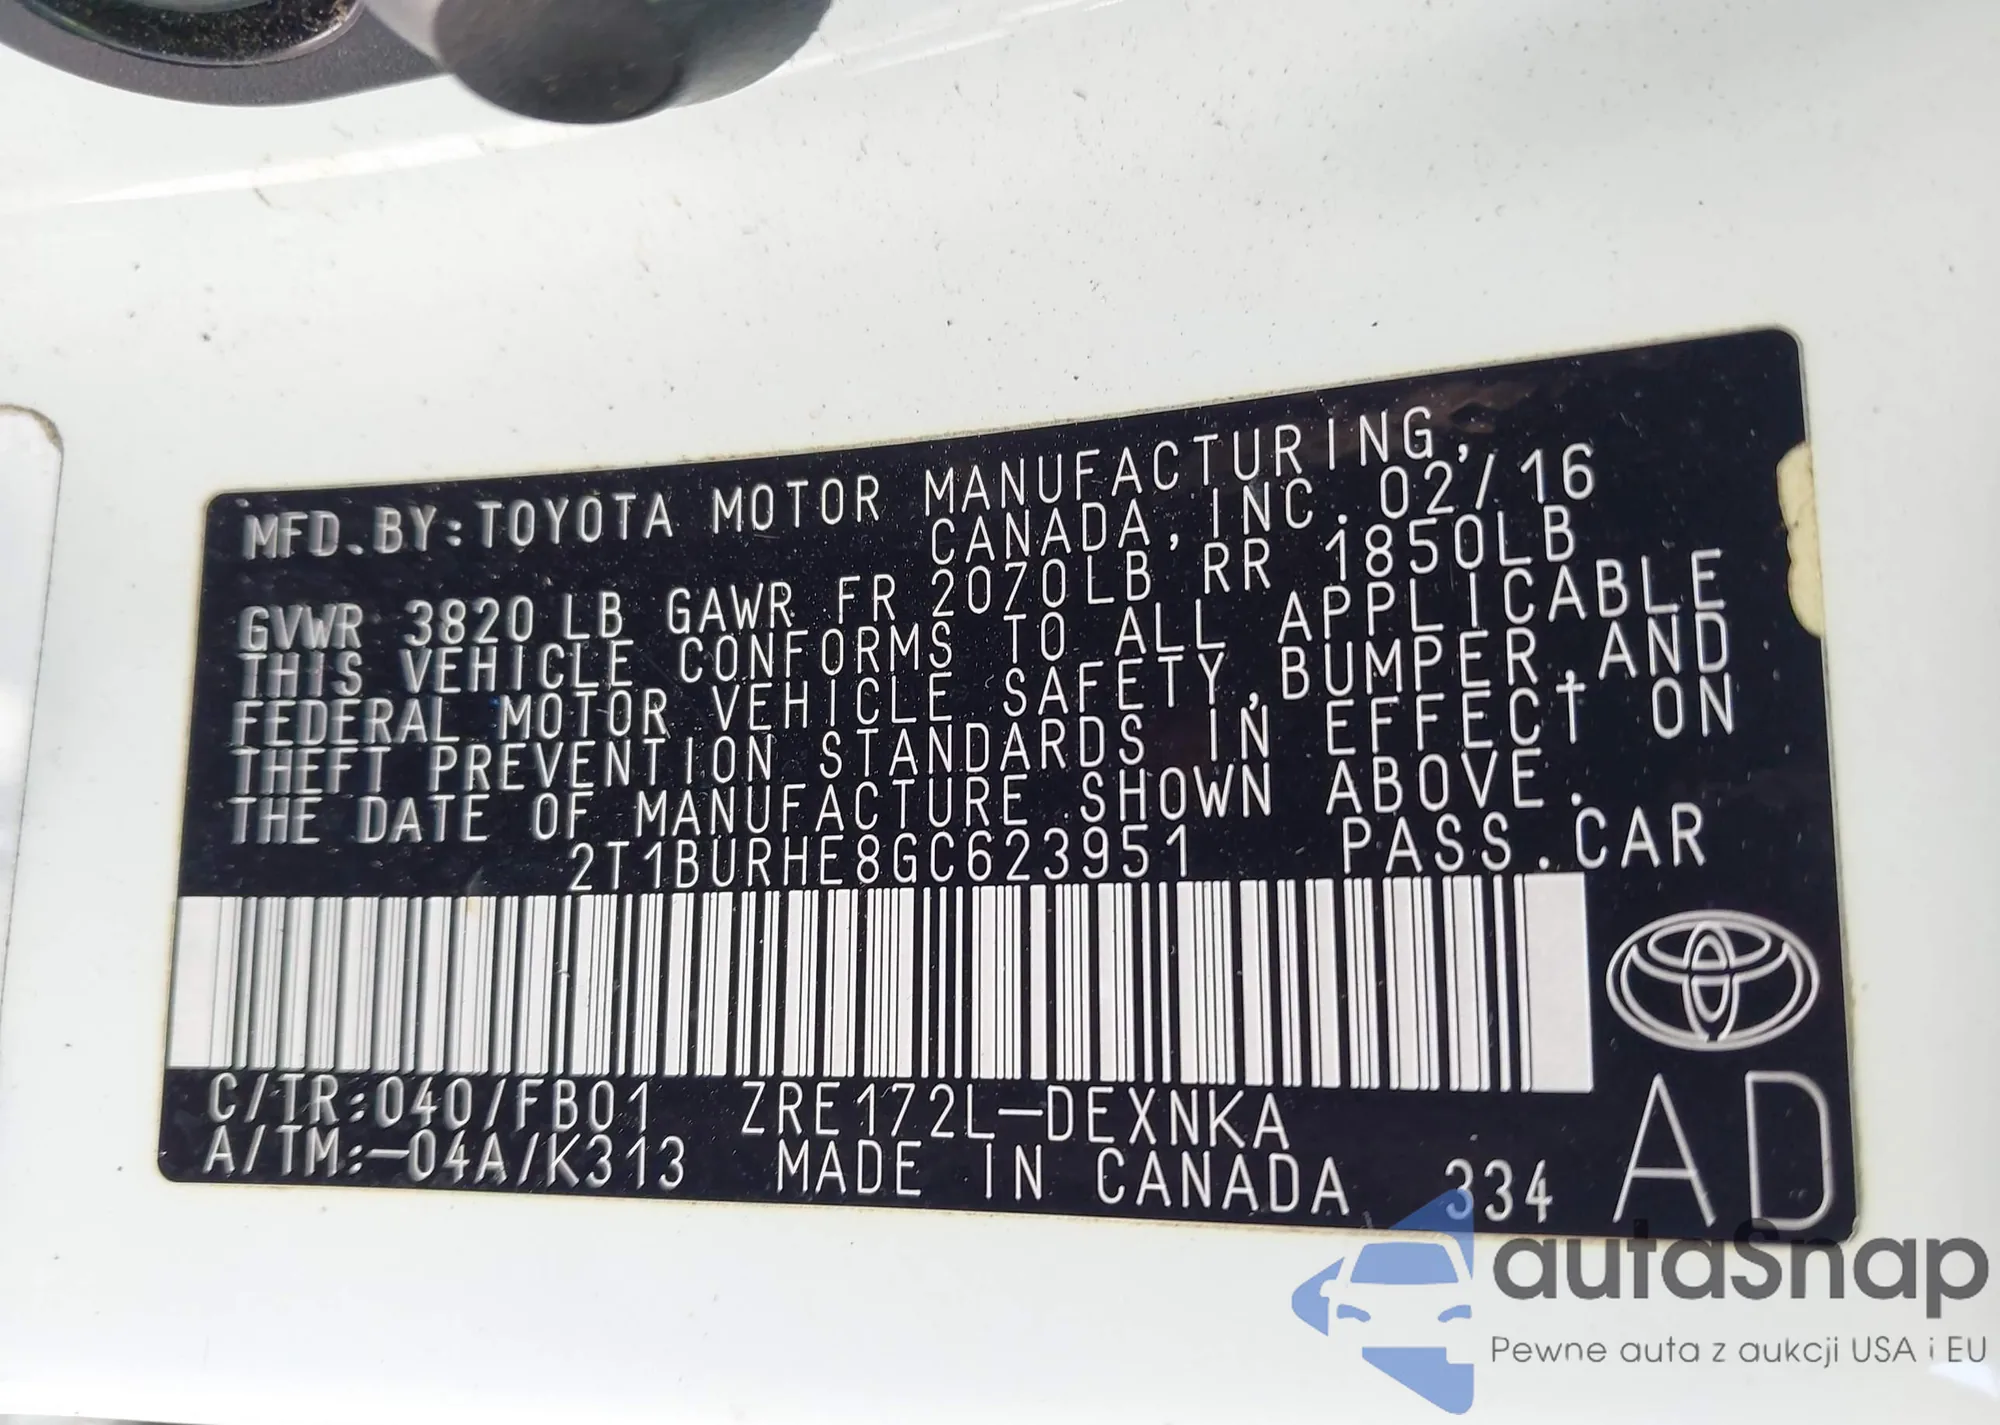 MFD.BY:TOYOTA MOTOR MANUFACTURING,
CANADA,INC. 02/16
GVWR 3820 LB GAWR FR 2070LB RR 1850LB
THIS VEHICLE CONFORMS TO ALL APPLICABLE
FEDERAL MOTOR VEHICLE SAFETY,BUMPER,AND
THEFT PREVENTION STANDARDS IN EFFECT ON
THE DATE OF MANUFACTURE SHOWN ABOVE.
2T1BURHE8GC623951 PASS.CAR
C/TR:040/FB01 ZRE172L-DEXNKA
A/TM:-04A/K313 MADE IN CANADA 334 AD
autaSnap
Pewne auta z aukcji USA i EU